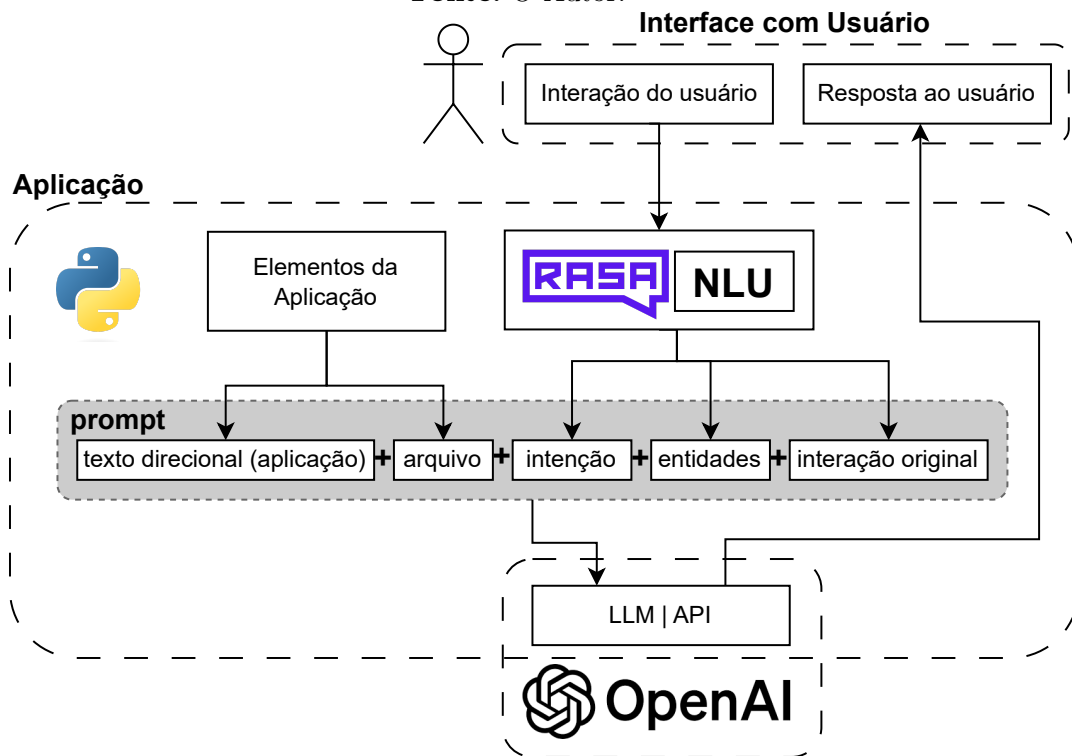 Interface com Usuário
Interação do usuário
Resposta ao usuário
Aplicação
Elementos da
Aplicação
RASA NLU
prompt
texto direcional (aplicação) + arquivo + intenção + entidades + interação original
LLM | API
OpenAI